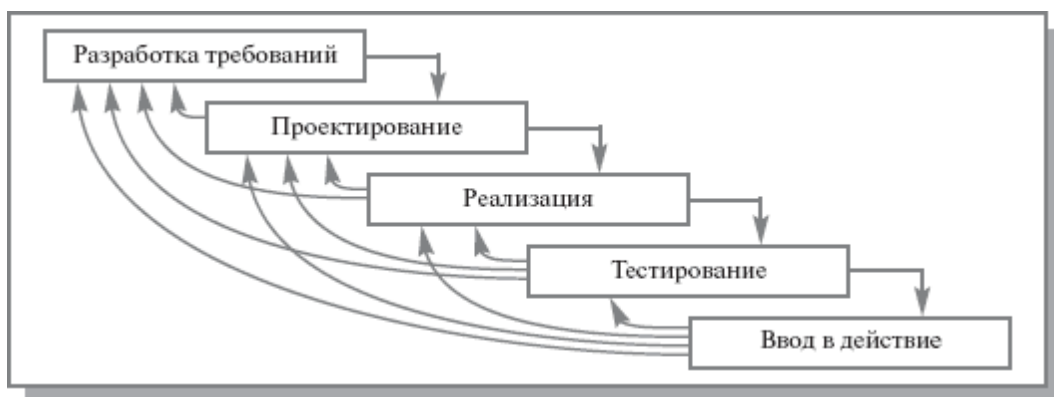 Разработка требований
Проектирование
Реализация
Тестирование
Ввод в действие